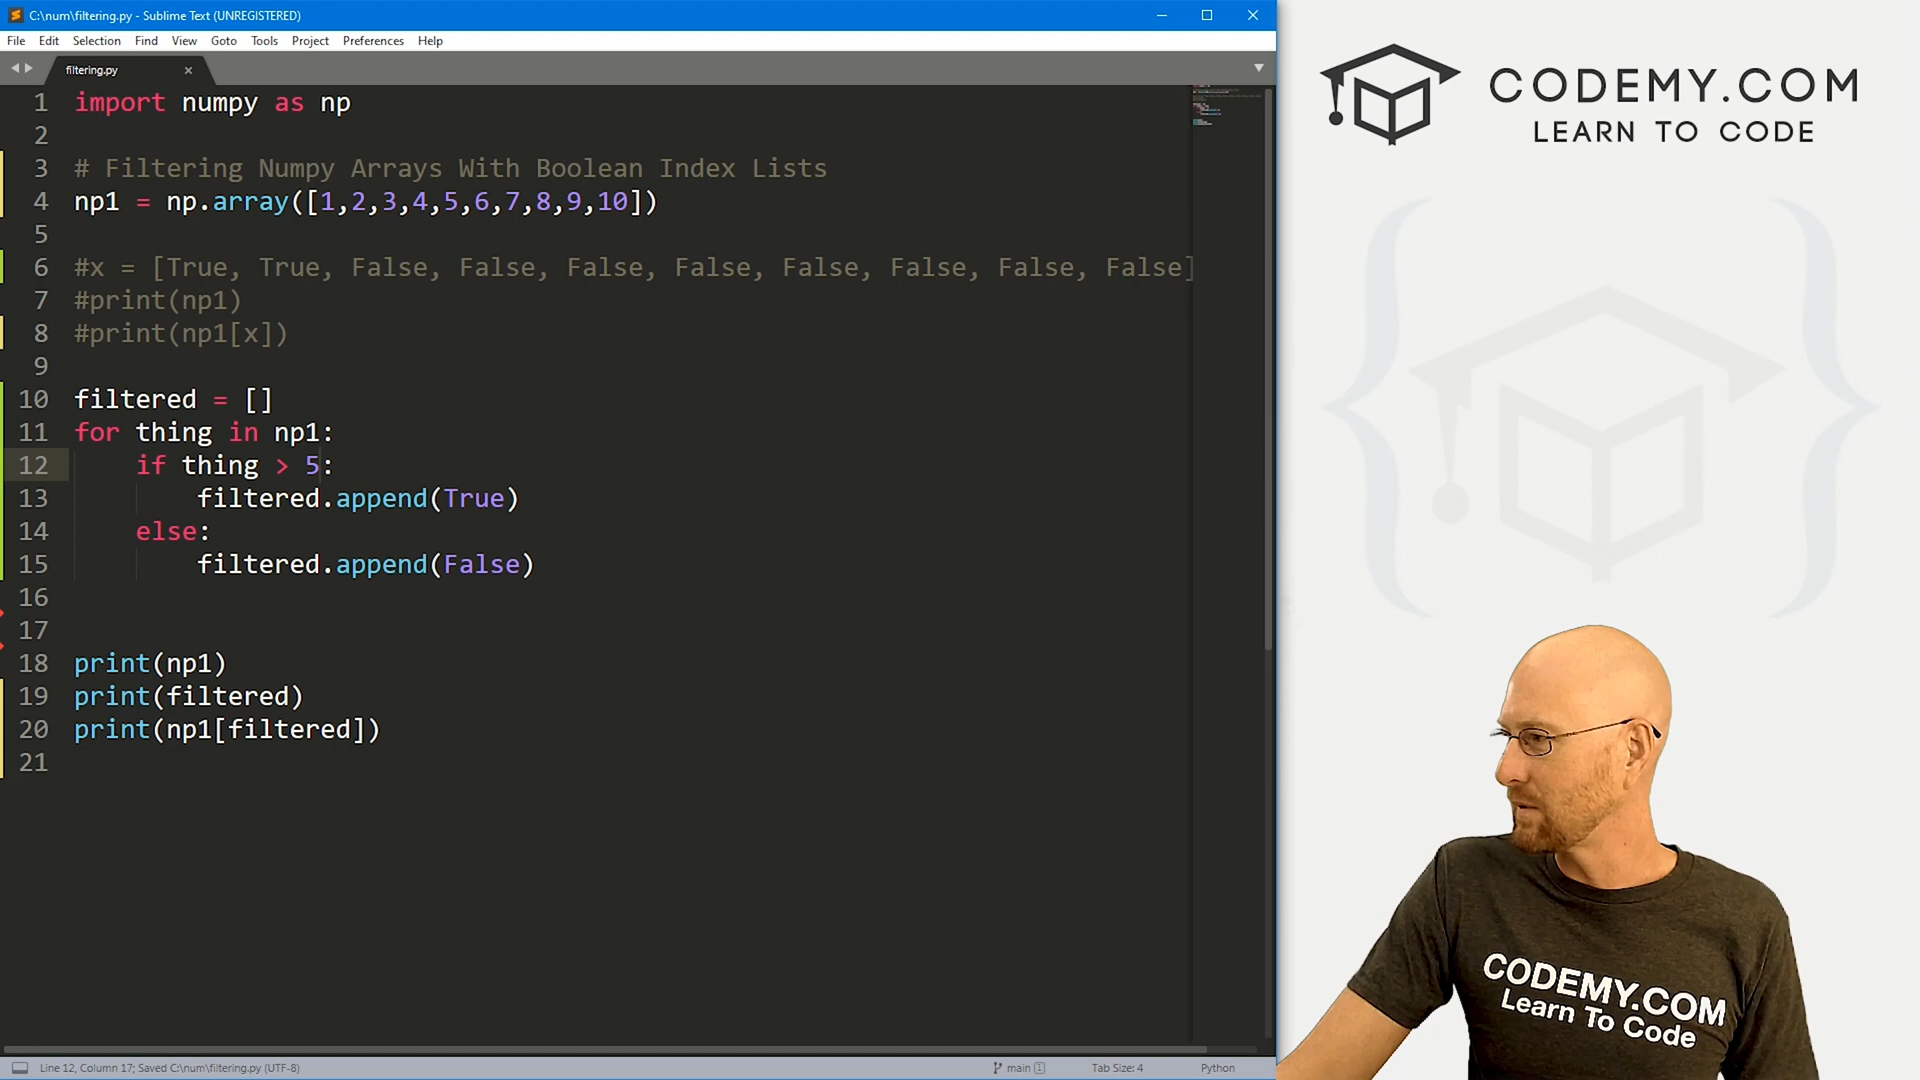 C:\num\filtering.py - Sublime Text (UNREGISTERED)
File Edit Selection Find View Goto Tools Project Preferences Help
filtering.py
1 import numpy as np
2
3 # Filtering Numpy Arrays With Boolean Index Lists
4 np1 = np.array([1,2,3,4,5,6,7,8,9,10])
5
6 #x = [True, True, False, False, False, False, False, False, False, False]
7 #print(np1)
8 #print(np1[x])
9
10 filtered = []
11 for thing in np1:
12 if thing > 5:
13 filtered.append(True)
14 else:
15 filtered.append(False)
16
17
18 print(np1)
19 print(filtered)
20 print(np1[filtered])
21
Line 12, Column 17; Saved C:\num\filtering.py (UTF-8)
main 1
Tab Size: 4
Python
CODEMY.COM
LEARN TO CODE
CODEMY.COM
Learn To Code